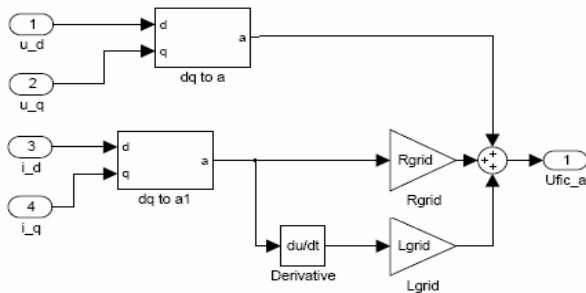 1
d
a
u_d
q
2
dq to a
u_q
3
d
i_d
a
Rgrid
+
+
+
1
q
Ufic_a
4
dq to a1
Rgrid
i_q
du/dt
Lgrid
Derivative
Lgrid